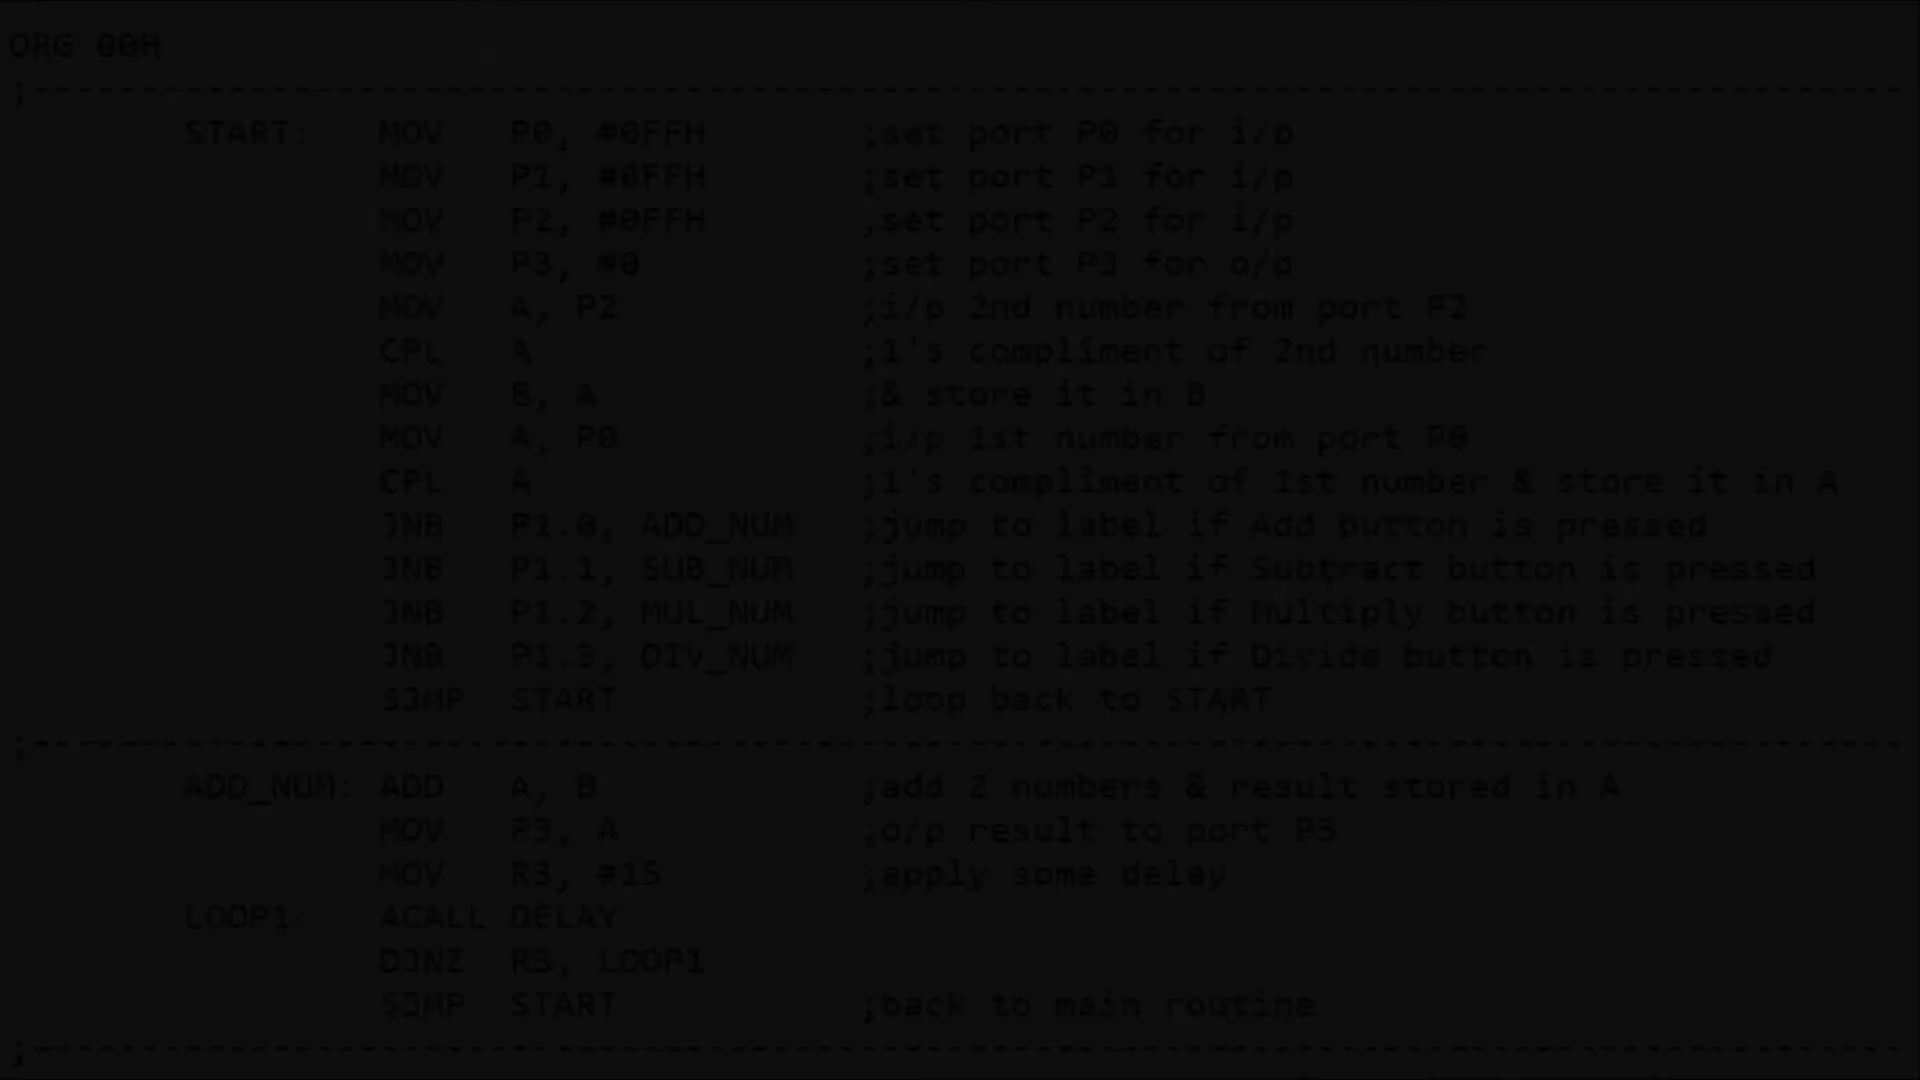 ORG 00H
;--------------------------------------------------------------------------------------
START: MOV P0, #0FFH ;set port P0 for i/p
MOV P1, #0FFH ;set port P1 for i/p
MOV P2, #0FFH ;set port P2 for i/p
MOV P3, #0 ;set port P3 for o/p
MOV A, P2 ;i/p 2nd number from port P2
CPL A ;1's compliment of 2nd number
MOV B, A ;& store it in B
MOV A, P0 ;i/p 1st number from port P0
CPL A ;1's compliment of 1st number & store it in A
JNB P1.0, ADD_NUM ;jump to label if Add button is pressed
JNB P1.1, SUB_NUM ;jump to label if Subtract button is pressed
JNB P1.2, MUL_NUM ;jump to label if Multiply button is pressed
JNB P1.3, DIV_NUM ;jump to label if Divide button is pressed
SJMP START ;loop back to START
;--------------------------------------------------------------------------------------
ADD_NUM: ADD A, B ;add 2 numbers & result stored in A
MOV P3, A ;o/p result to port P3
MOV R3, #15 ;apply some delay
LOOP1: ACALL DELAY
DJNZ R3, LOOP1
SJMP START ;back to main routine
;--------------------------------------------------------------------------------------